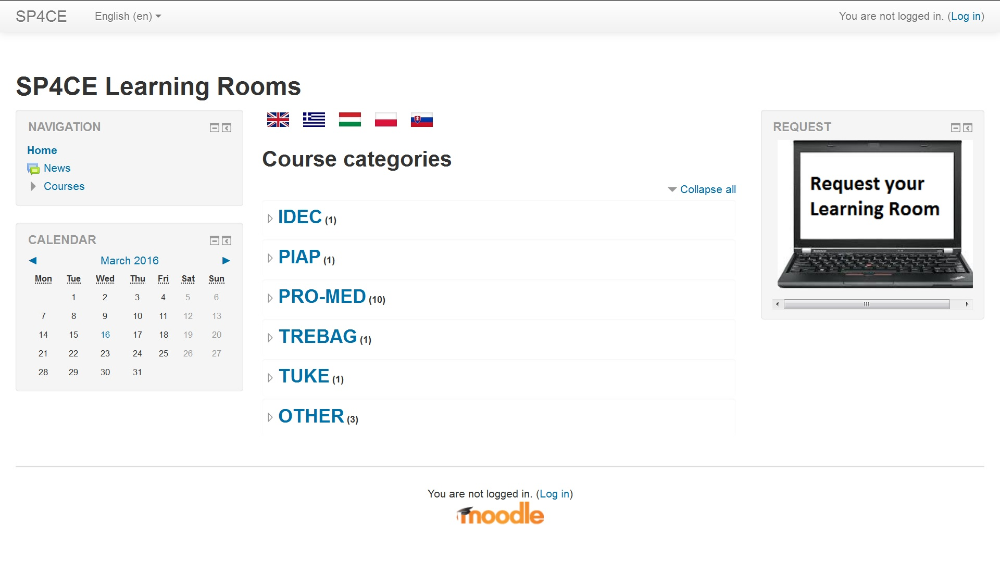 SP4CE English (en) You are not logged in. (Log in)
SP4CE Learning Rooms
NAVIGATION
Home
News
Courses
CALENDAR
March 2016
Mon Tue Wed Thu Fri Sat Sun
1 2 3 4 5 6
7 8 9 10 11 12 13
14 15 16 17 18 19 20
21 22 23 24 25 26 27
28 29 30 31
Course categories
Collapse all
IDEC (1)
PIAP (1)
PRO-MED (10)
TREBAG (1)
TUKE (1)
OTHER (3)
REQUEST
Request your
Learning Room
You are not logged in. (Log in)
moodle